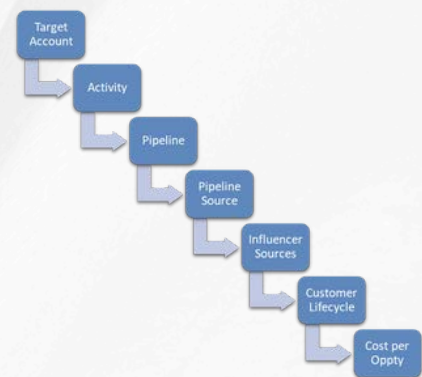 Target
Account
Activity
Pipeline
Pipeline
Source
Influencer
Sources
Customer
Lifecycle
Cost per
Oppty